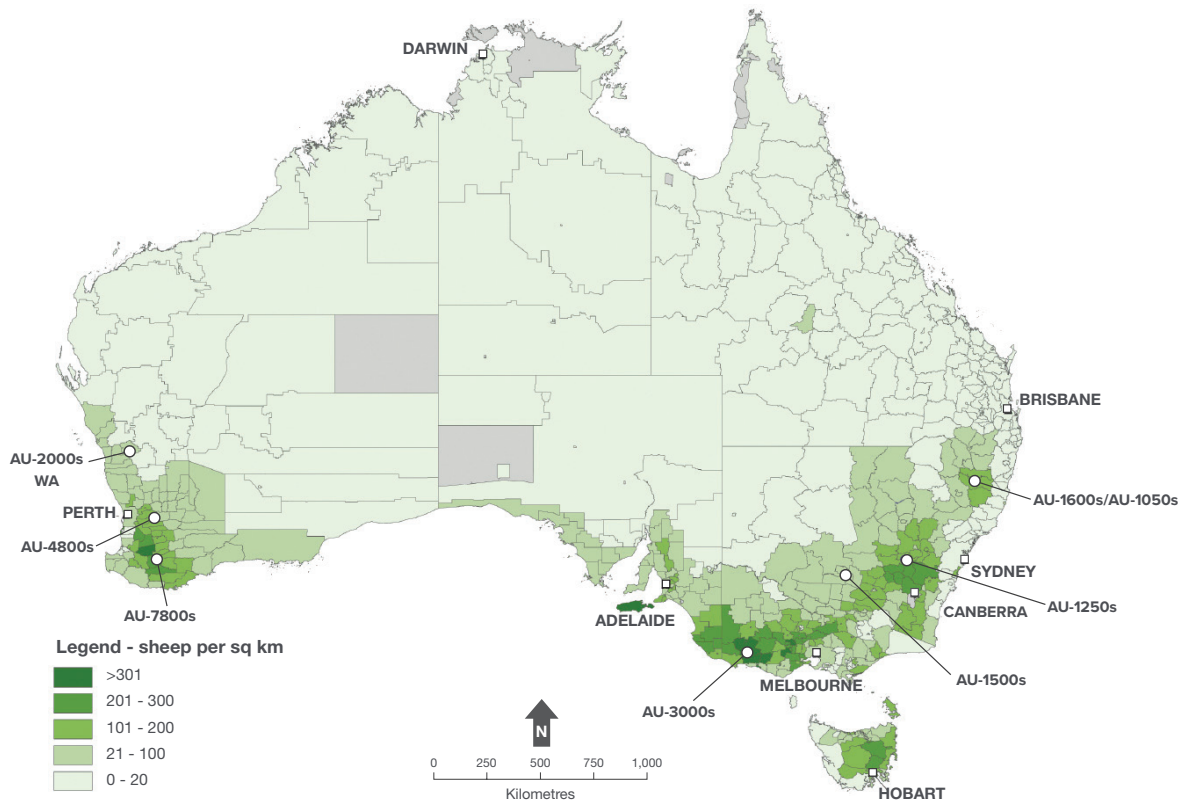 DARWIN
BRISBANE
AU-2000s
WA
AU-1600s/AU-1050s
PERTH
AU-4800s
SYDNEY
AU-1250s
CANBERRA
AU-7800s
ADELAIDE
Legend - sheep per sq km
>301
201 - 300
101 - 200
21 - 100
0 - 20
AU-1500s
MELBOURNE
AU-3000s
N
0 250 500 750 1,000
Kilometres
HOBART